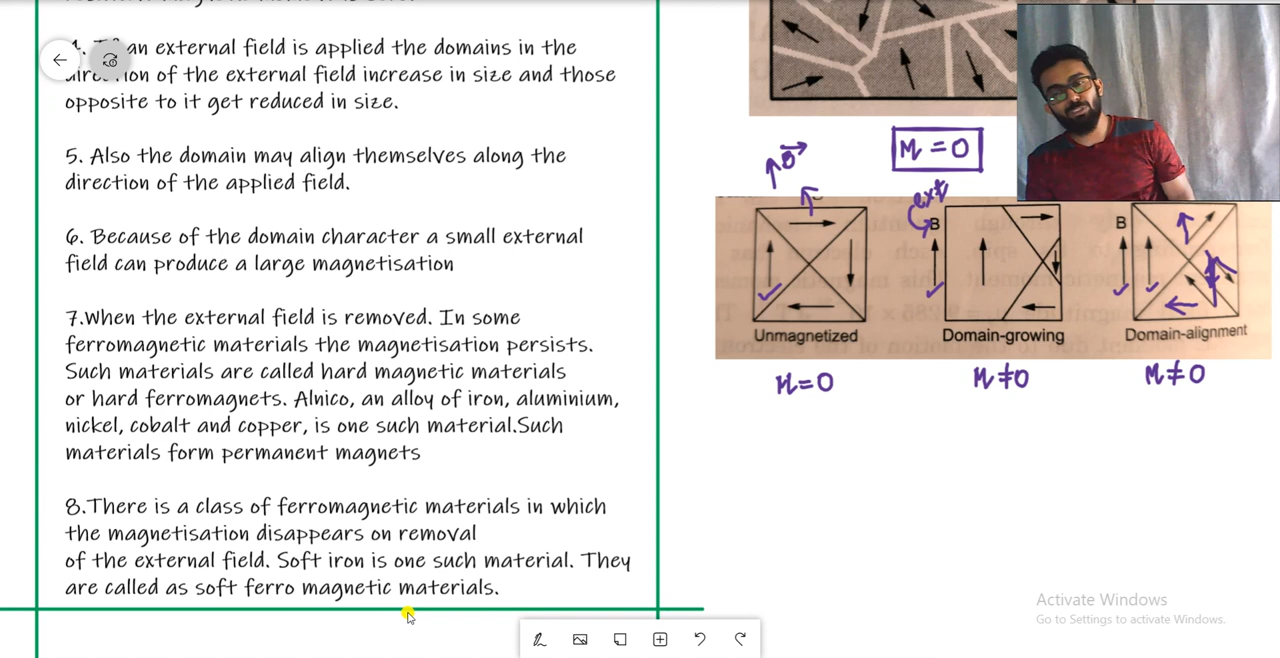 an external field is applied the domains in the
direction of the external field increase in size and those
opposite to it get reduced in size.
5. Also the domain may align themselves along the
direction of the applied field.
6. Because of the domain character a small external
field can produce a large magnetisation
7.When the external field is removed. In some
ferromagnetic materials the magnetisation persists.
Such materials are called hard magnetic materials
or hard ferromagnets. Alnico, an alloy of iron, aluminium,
nickel, cobalt and copper, is one such material.Such
materials form permanent magnets
8.There is a class of ferromagnetic materials in which
the magnetisation disappears on removal
of the external field. Soft iron is one such material. They
are called as soft ferro magnetic materials.
M = 0
ext
B
B
Unmagnetized
Domain-growing
Domain-alignment
M=0
M≠0
M≠0
Activate Windows
Go to Settings to activate Windows.